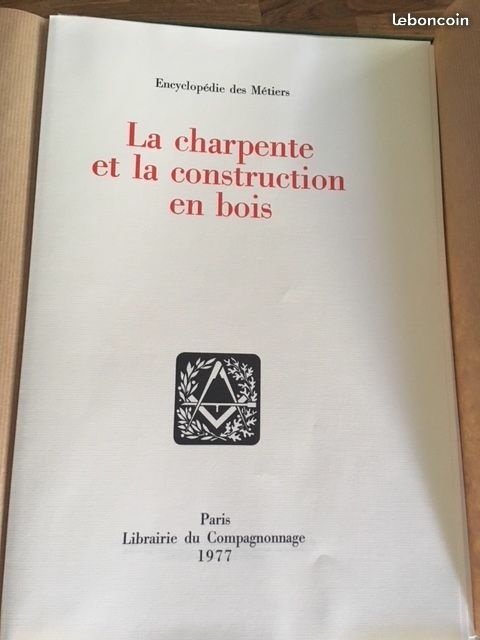 leboncoin
Encyclopédie des Métiers
La charpente
et la construction
en bois
Paris
Librairie du Compagnonnage
1977